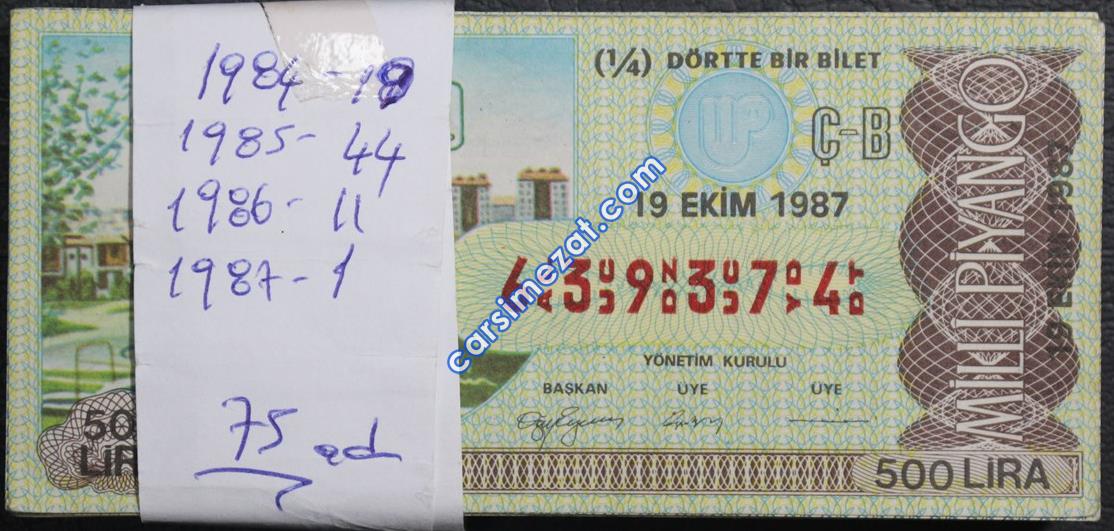 1984 - 19
1985 - 44
1986 - 11
1987 - 1
75 ad
(1/4) DÖRTTE BİR BİLET
Ç-B
19 EKİM 1987
439374
YÖNETİM KURULU
BAŞKAN ÜYE ÜYE
MİLLİ PİYANGO
19 EKİM 1987
500 LİRA
carsimezat.com